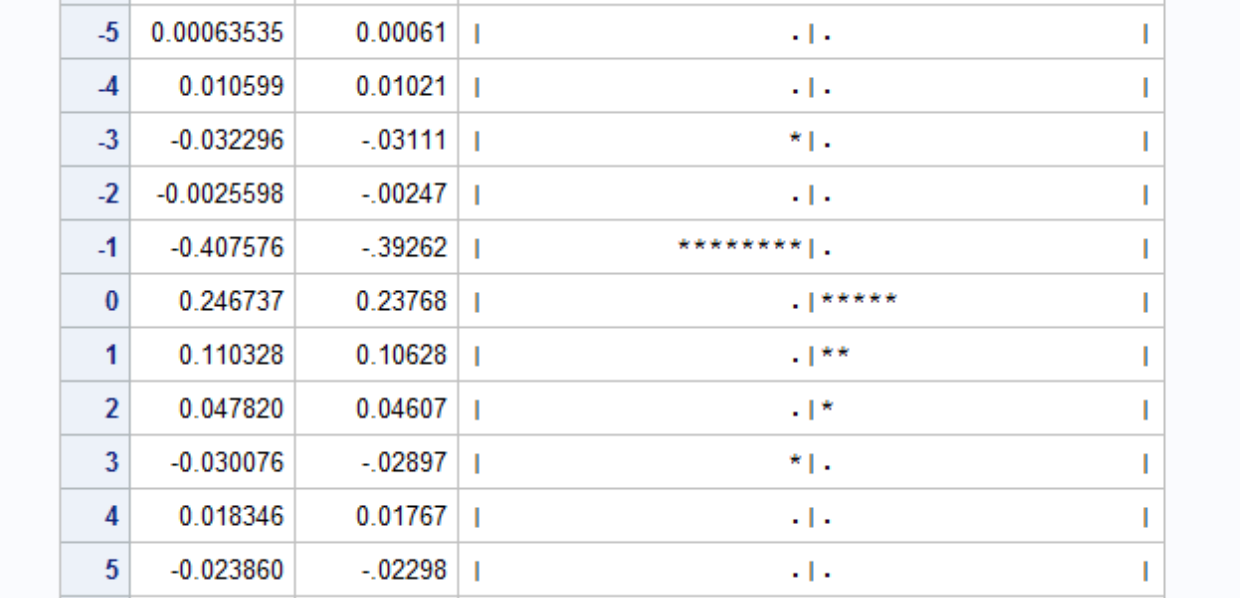 -5 0.00063535 0.00061 | .|. |
-4 0.010599 0.01021 | .|. |
-3 -0.032296 -.03111 | *|. |
-2 -0.0025598 -.00247 | .|. |
-1 -0.407576 -.39262 | ********|. |
0 0.246737 0.23768 | .|***** |
1 0.110328 0.10628 | .|** |
2 0.047820 0.04607 | .|* |
3 -0.030076 -.02897 | *|. |
4 0.018346 0.01767 | .|. |
5 -0.023860 -.02298 | .|. |